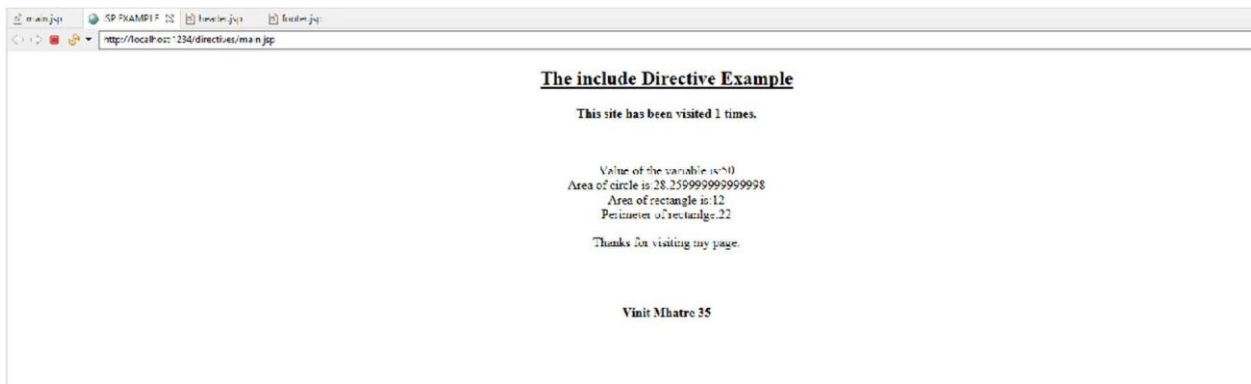 main.jsp JSP EXAMPLE header.jsp footer.jsp
http://localhost:1234/directives/main.jsp
The include Directive Example
This site has been visited 1 times.
Value of the variable is:50
Area of circle is:28.259999999999998
Area of rectangle is:12
Perimeter of rectanlge:22
Thanks for visiting my page.
Vinit Mhatre 35